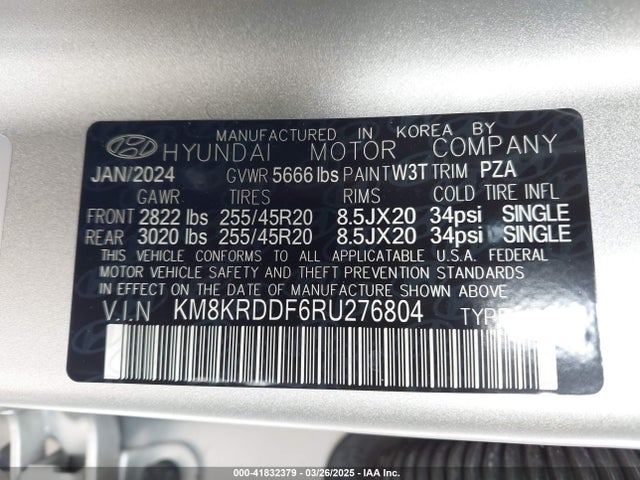 MANUFACTURED IN KOREA BY
HYUNDAI MOTOR COMPANY
JAN/2024 GVWR 5666 lbs PAINT W3T TRIM PZA
GAWR TIRES RIMS COLD TIRE INFL
FRONT 2822 lbs 255/45R20 8.5JX20 34psi SINGLE
REAR 3020 lbs 255/45R20 8.5JX20 34psi SINGLE
THIS VEHICLE CONFORMS TO ALL APPLICATABLE U.S.A. FEDERAL
MOTOR VEHICLE SAFETY, BUMPER, AND THEFT PREVENTION STANDARDS
IN EFFECT ON THE DATE OF MANUFACTURE SHOWN ABOVE
V.I.N KM8KRDDF6RU276804 TYPE
000-41832379 | 03/26/2025 | IAA Inc.